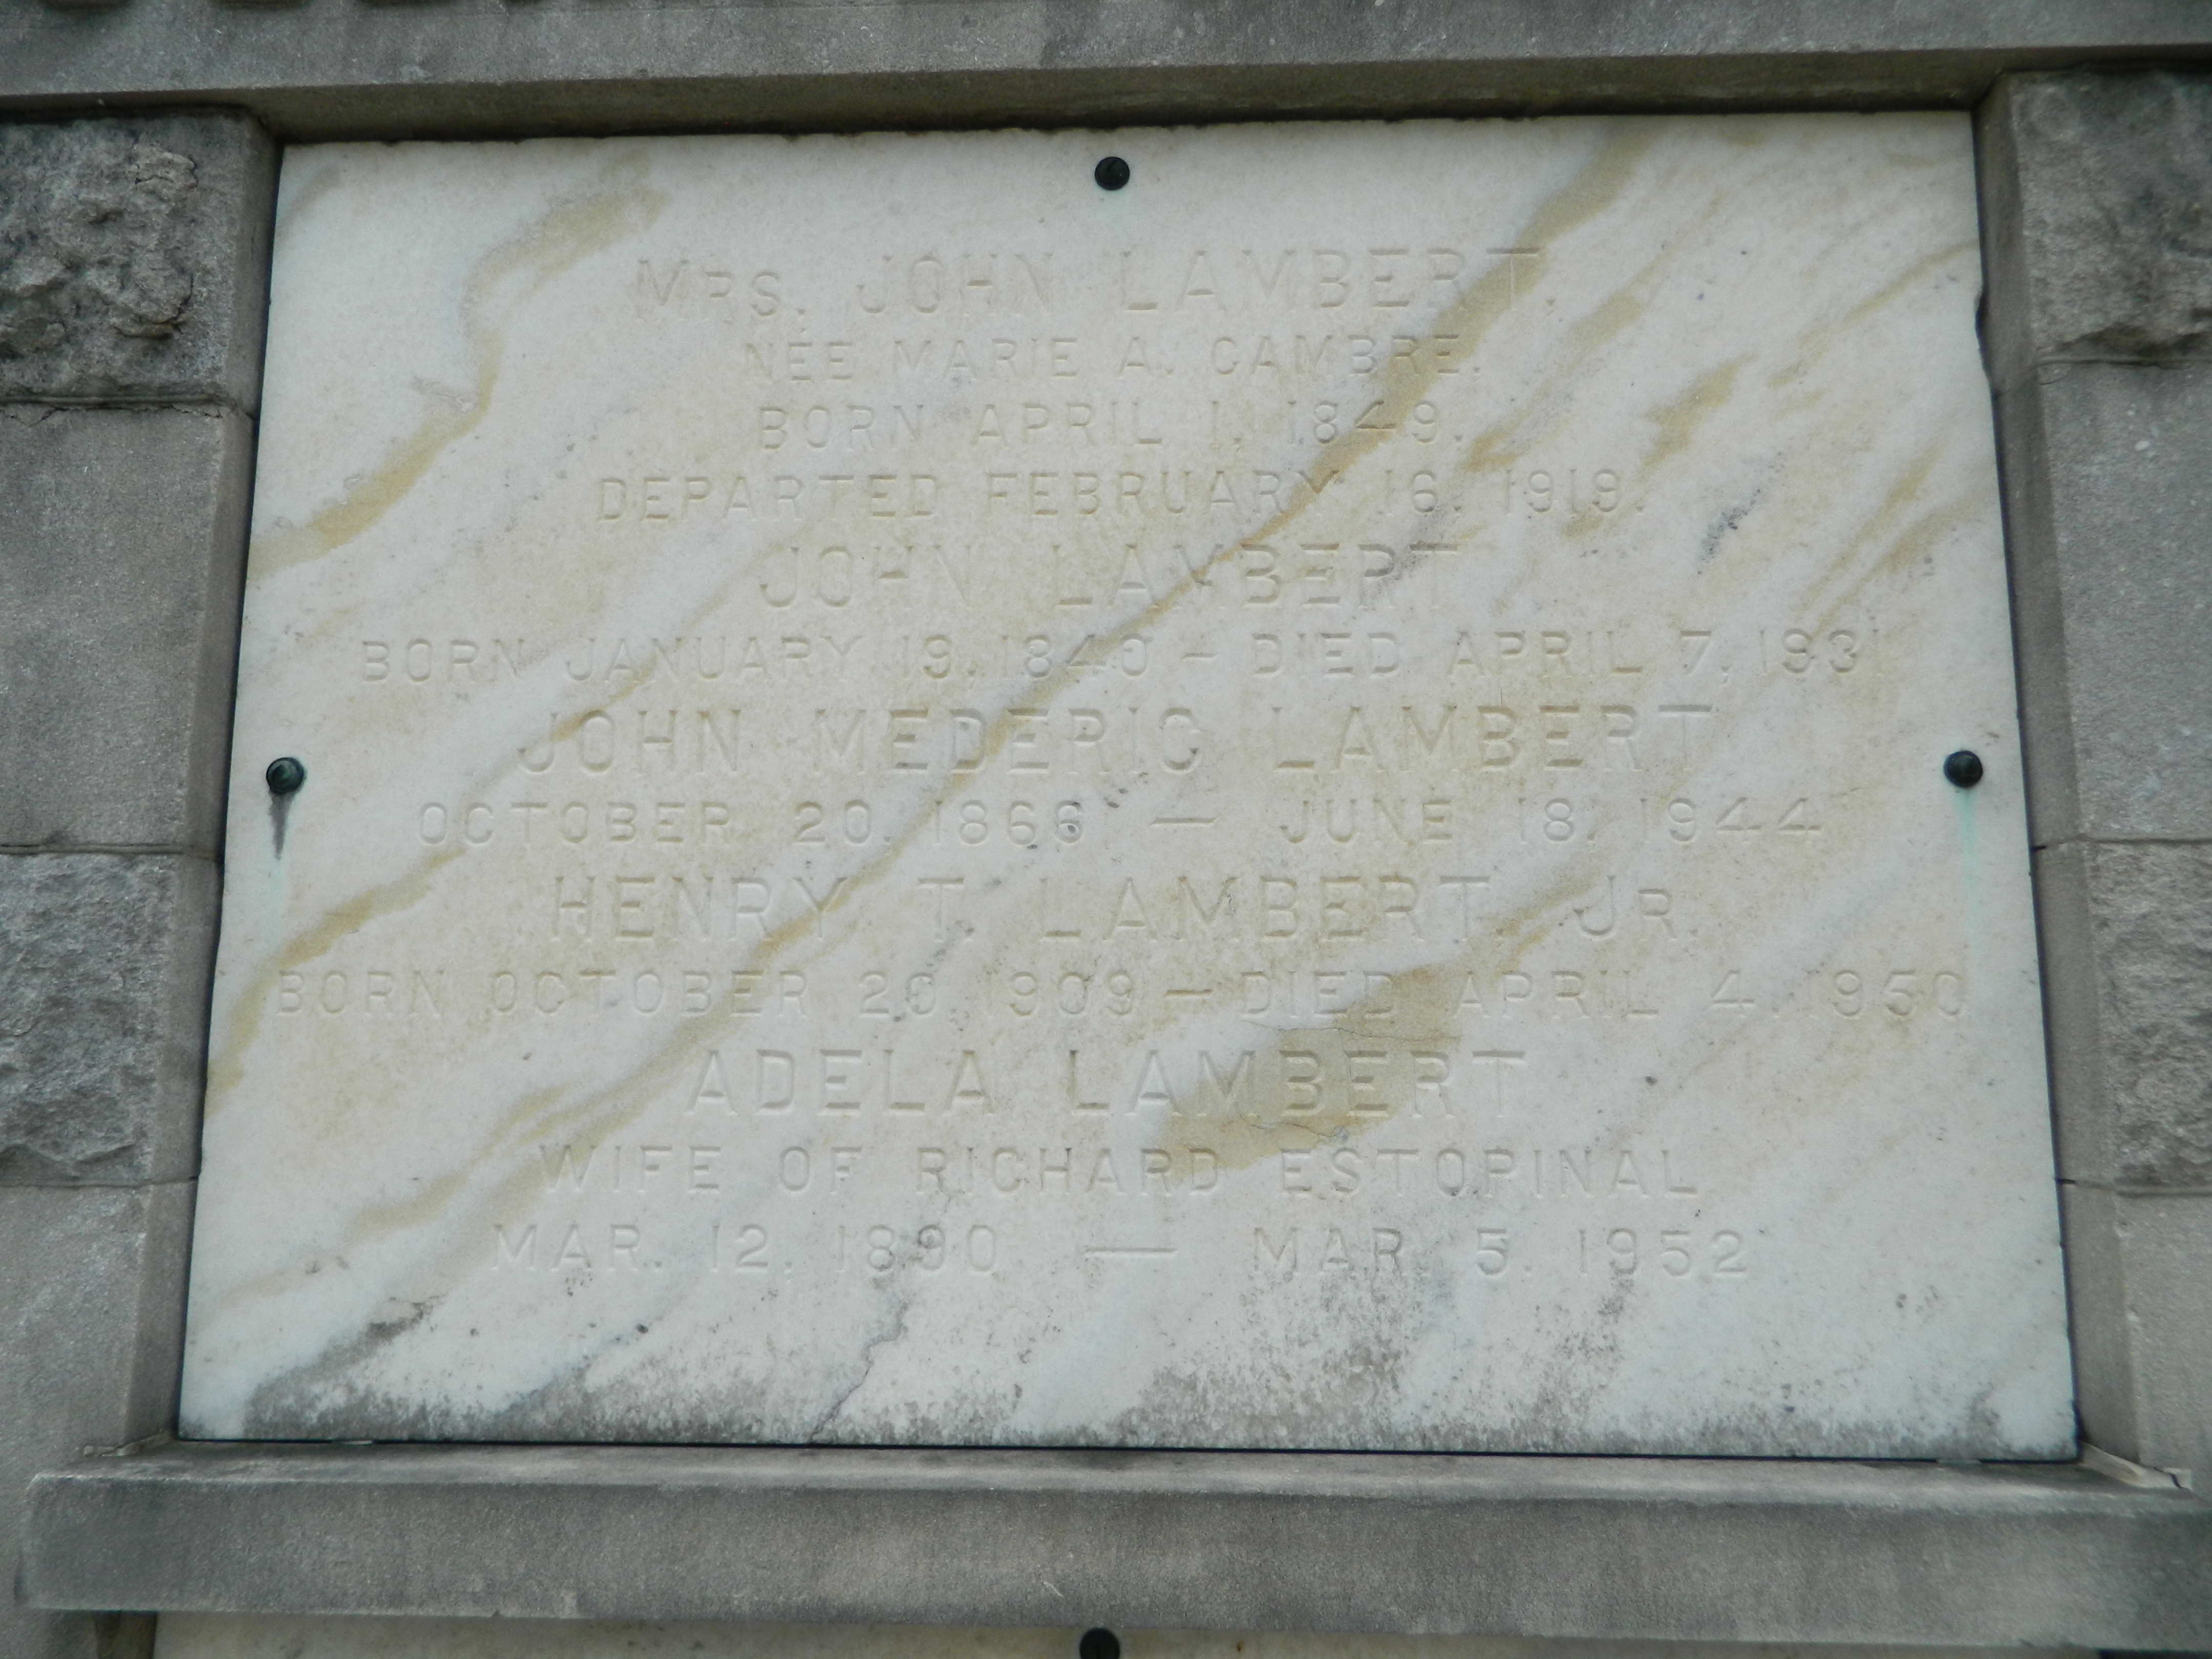 MRS. JOHN LAMBERT.
NÉE MARIE A. CAMBRE.
BORN APRIL 1, 1849.
DEPARTED FEBRUARY 16, 1919.
JOHN LAMBERT
BORN JANUARY 19, 1840 — DIED APRIL 7, 1931
JOHN MEDERIC LAMBERT
OCTOBER 20, 1866 — JUNE 18, 1944
HENRY T. LAMBERT, JR.
BORN OCTOBER 20, 1909 — DIED APRIL 4, 1950
ADELA LAMBERT
WIFE OF RICHARD ESTOPINAL
MAR. 12, 1890 — MAR. 5, 1952